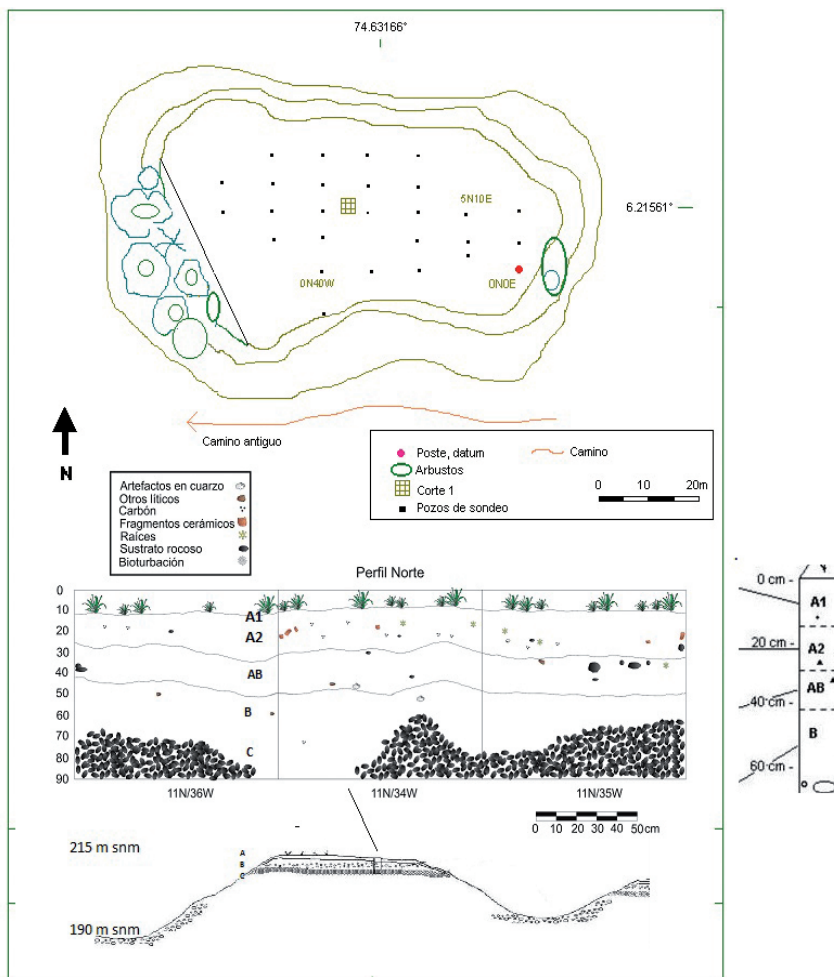 74.63166°
6.21561°
5N10E
0N40W
0N0E
Camino antiguo
N
Poste, datum
Camino
Arbustos
Corte 1
Pozos de sondeo
0 10 20m
Artefactos en cuarzo
Otros líticos
Carbón
Fragmentos cerámicos
Raíces
Sustrato rocoso
Bioturbación
Perfil Norte
0
10
20
30
40
50
60
70
80
90
A1
A2
AB
B
C
11N/36W 11N/34W 11N/35W
0 10 20 30 40 50cm
215 m snm
190 m snm
A
B
C
0 cm -
A1
20 cm -
A2
AB
40 cm -
B
60 cm -